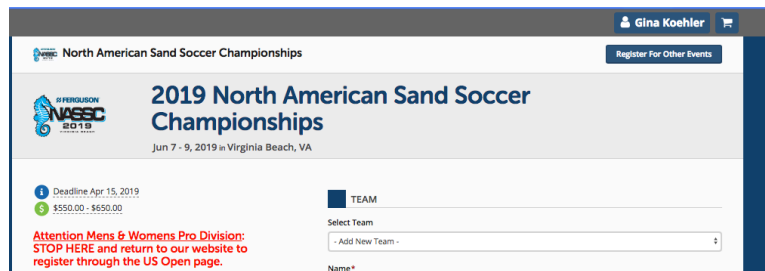 Gina Koehler
North American Sand Soccer Championships
Register For Other Events
FERGUSON
NASSC
2019
VIRGINIA BEACH
2019 North American Sand Soccer
Championships
Jun 7 - 9, 2019 in Virginia Beach, VA
Deadline Apr 15, 2019
$550.00 - $650.00
Attention Mens & Womens Pro Division:
STOP HERE and return to our website to
register through the US Open page.
TEAM
Select Team
- Add New Team -
Name*